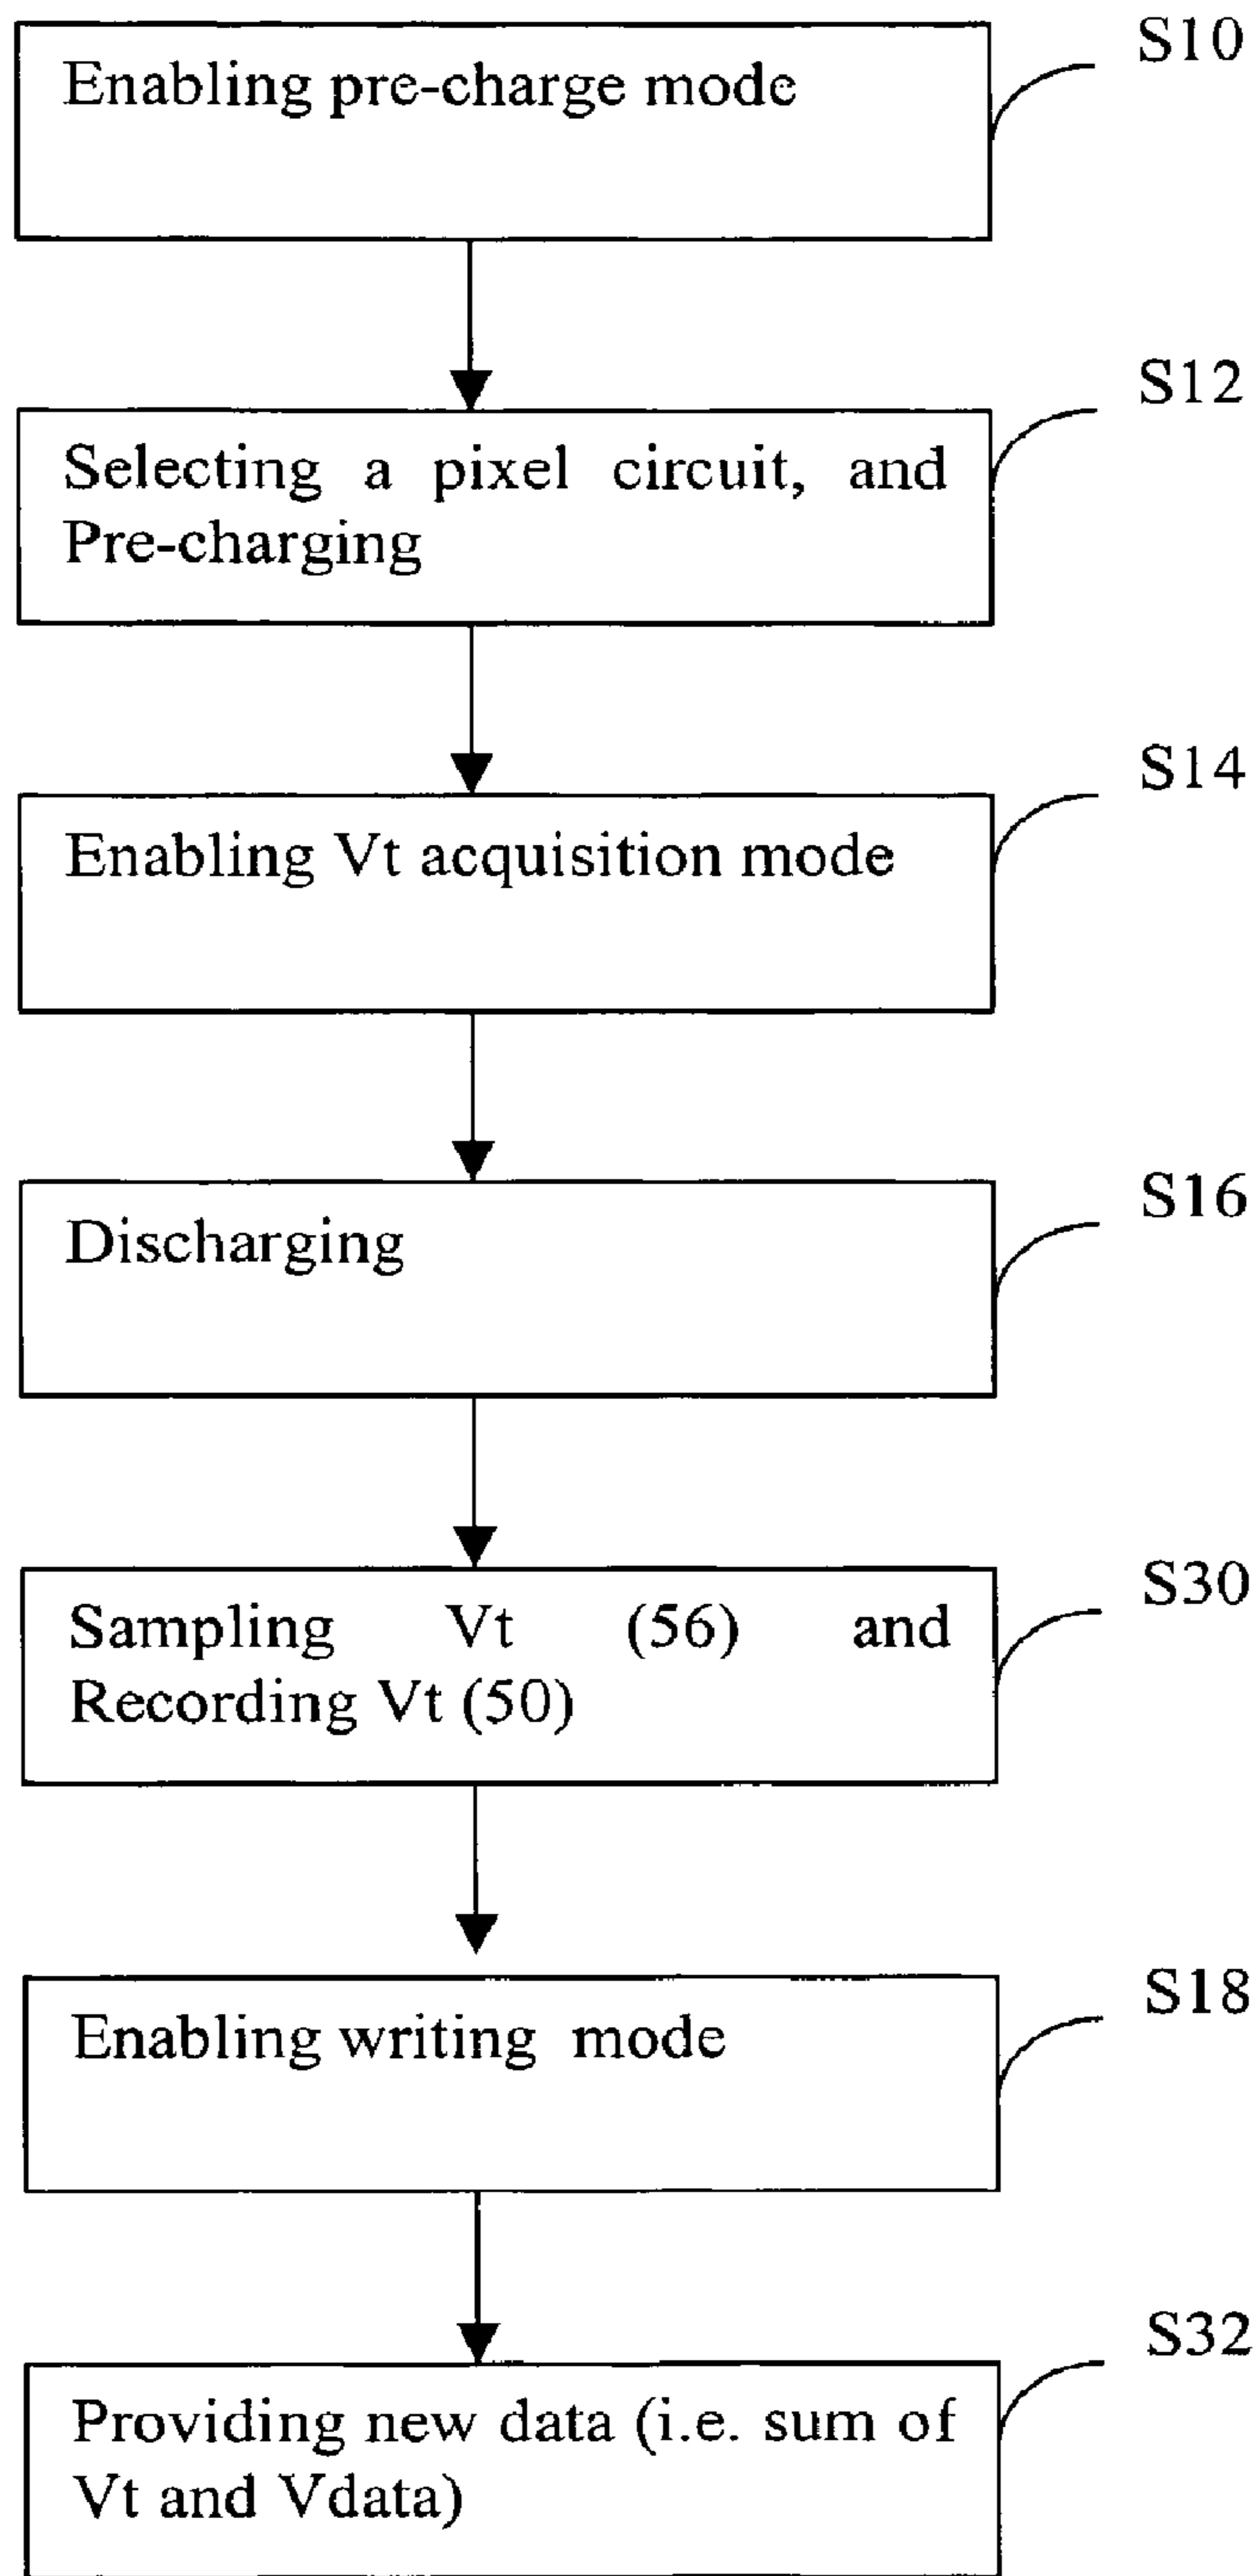 S10
Enabling pre-charge mode
S12
Selecting a pixel circuit, and
Pre-charging
S14
Enabling Vt acquisition mode
S16
Discharging
S30
Sampling Vt (56) and
Recording Vt (50)
S18
Enabling writing mode
S32
Providing new data (i.e. sum of
Vt and Vdata)